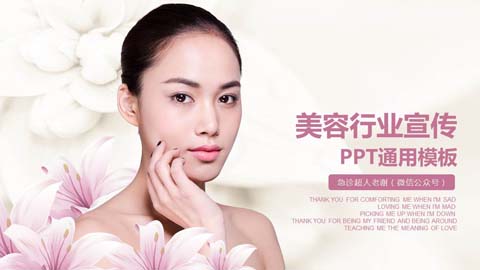 美容行业宣传
PPT通用模板
急诊超人老谢（微信公众号）
THANK YOU FOR COMFORTING ME WHEN I'M SAD
LOVING ME WHEN I'M MAD
PICKING ME UP WHEN I'M DOWN
THANK YOU FOR BEING MY FRIEND AND BEING AROUND
TEACHING ME THE MEANING OF LOVE